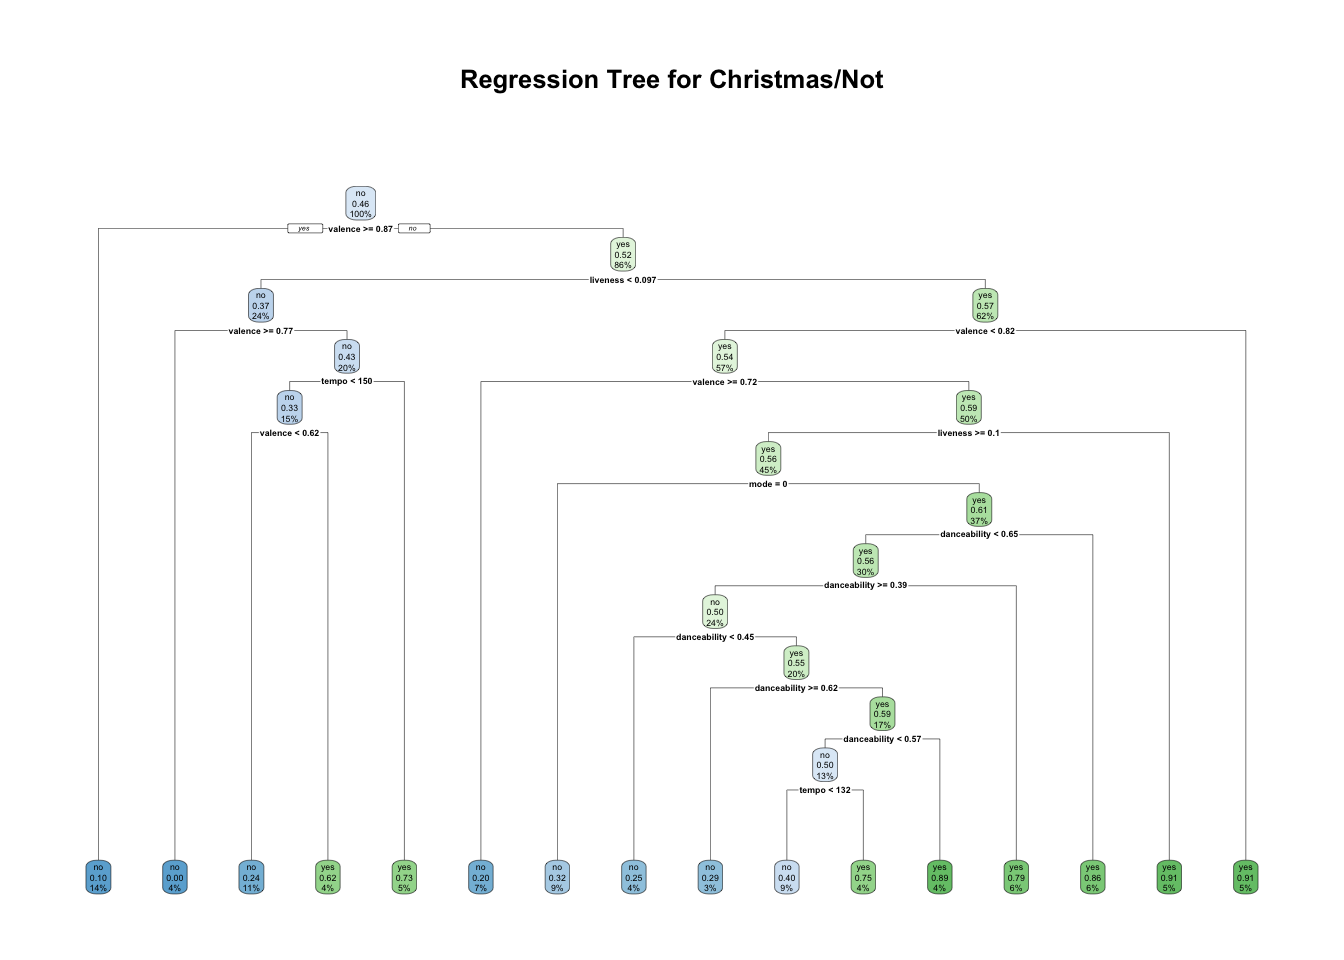 Regression Tree for Christmas/Not
no
0.46
100%
yes valence >= 0.87 no
yes
0.52
86%
liveness < 0.097
no
0.37
24%
yes
0.57
62%
valence >= 0.77
valence < 0.82
no
0.43
20%
yes
0.54
57%
tempo < 150
valence >= 0.72
no
0.33
15%
yes
0.59
50%
valence < 0.62
liveness >= 0.1
yes
0.56
45%
mode = 0
yes
0.61
37%
danceability < 0.65
yes
0.56
30%
danceability >= 0.39
no
0.50
24%
danceability < 0.45
yes
0.55
20%
danceability >= 0.62
yes
0.59
17%
danceability < 0.57
no
0.50
13%
tempo < 132
no
0.10
14%
no
0.00
4%
no
0.24
11%
yes
0.62
4%
yes
0.73
5%
no
0.20
7%
no
0.32
9%
no
0.25
4%
no
0.29
3%
no
0.40
9%
yes
0.75
4%
yes
0.89
4%
yes
0.79
6%
yes
0.86
6%
yes
0.91
5%
yes
0.91
5%